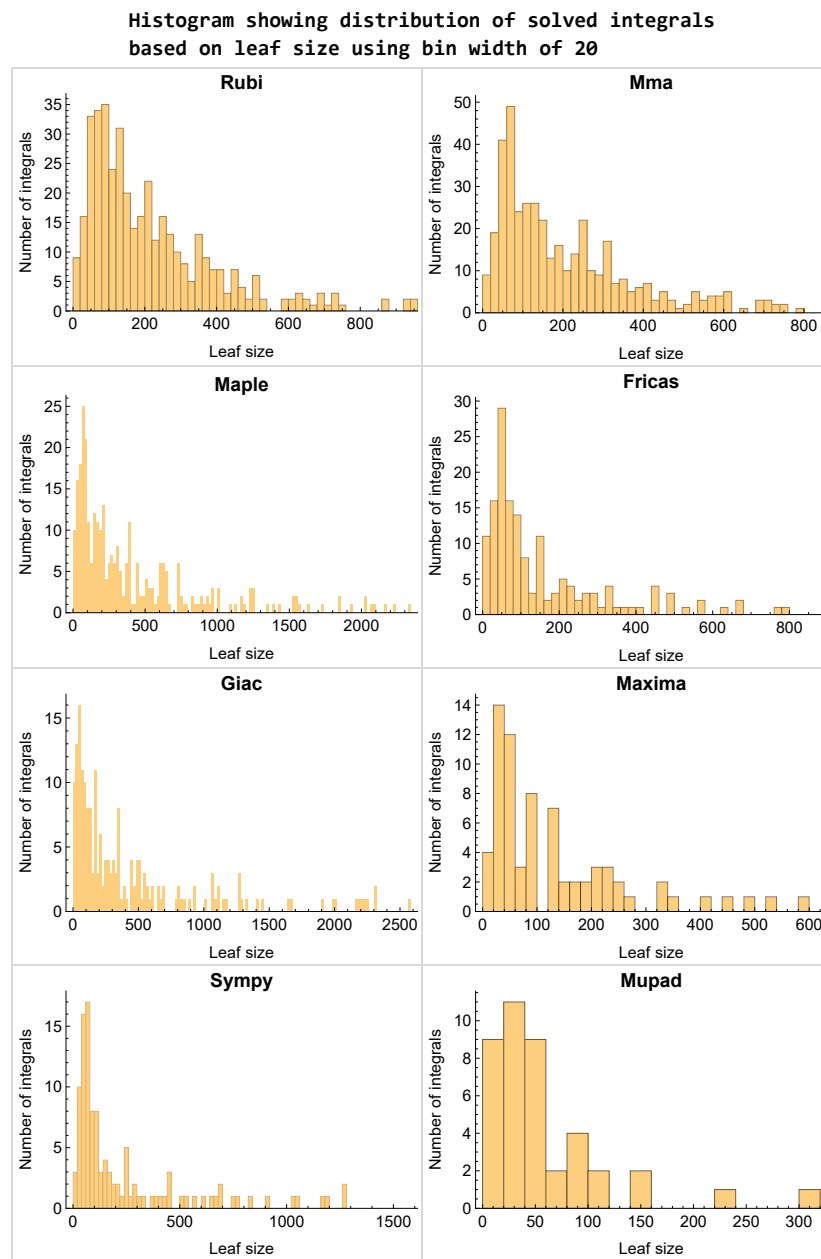 Histogram showing distribution of solved integrals
based on leaf size using bin width of 20
Rubi
Number of integrals
35
30
25
20
15
10
5
0
0 200 400 600 800
Leaf size
Mma
Number of integrals
50
40
30
20
10
0
0 200 400 600 800
Leaf size
Maple
Number of integrals
25
20
15
10
5
0
0 500 1000 1500 2000
Leaf size
Fricas
Number of integrals
30
25
20
15
10
5
0
0 200 400 600 800
Leaf size
Giac
Number of integrals
15
10
5
0
0 500 1000 1500 2000 2500
Leaf size
Maxima
Number of integrals
14
12
10
8
6
4
2
0
0 100 200 300 400 500 600
Leaf size
Sympy
Number of integrals
15
10
5
0
0 500 1000 1500
Leaf size
Mupad
Number of integrals
10
8
6
4
2
0
0 50 100 150 200 250 300
Leaf size